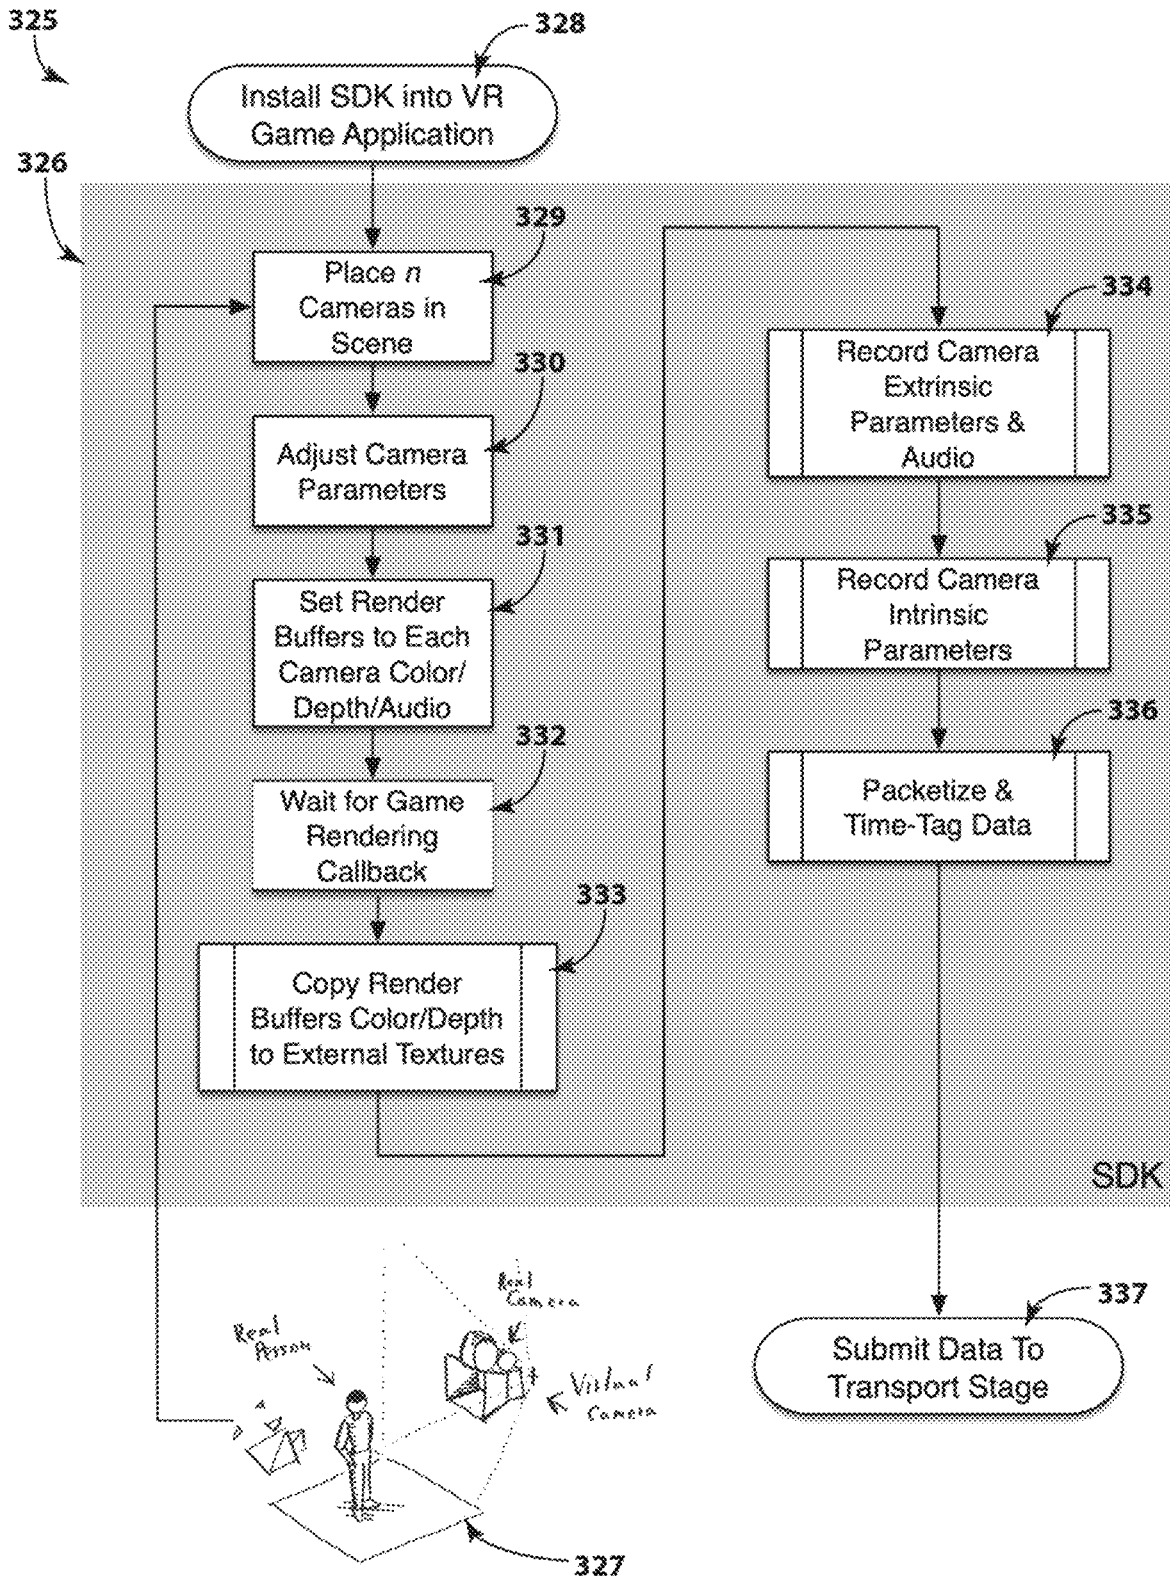 325
328
Install SDK into VR
Game Application
326
329
Place n
Cameras in
Scene
330
Adjust Camera
Parameters
331
Set Render
Buffers to Each
Camera Color/
Depth/Audio
332
Wait for Game
Rendering
Callback
333
Copy Render
Buffers Color/Depth
to External Textures
334
Record Camera
Extrinsic
Parameters &
Audio
335
Record Camera
Intrinsic
Parameters
336
Packetize &
Time-Tag Data
SDK
337
Submit Data To
Transport Stage
Real
Person
Real
Camera
Virtual
Camera
327